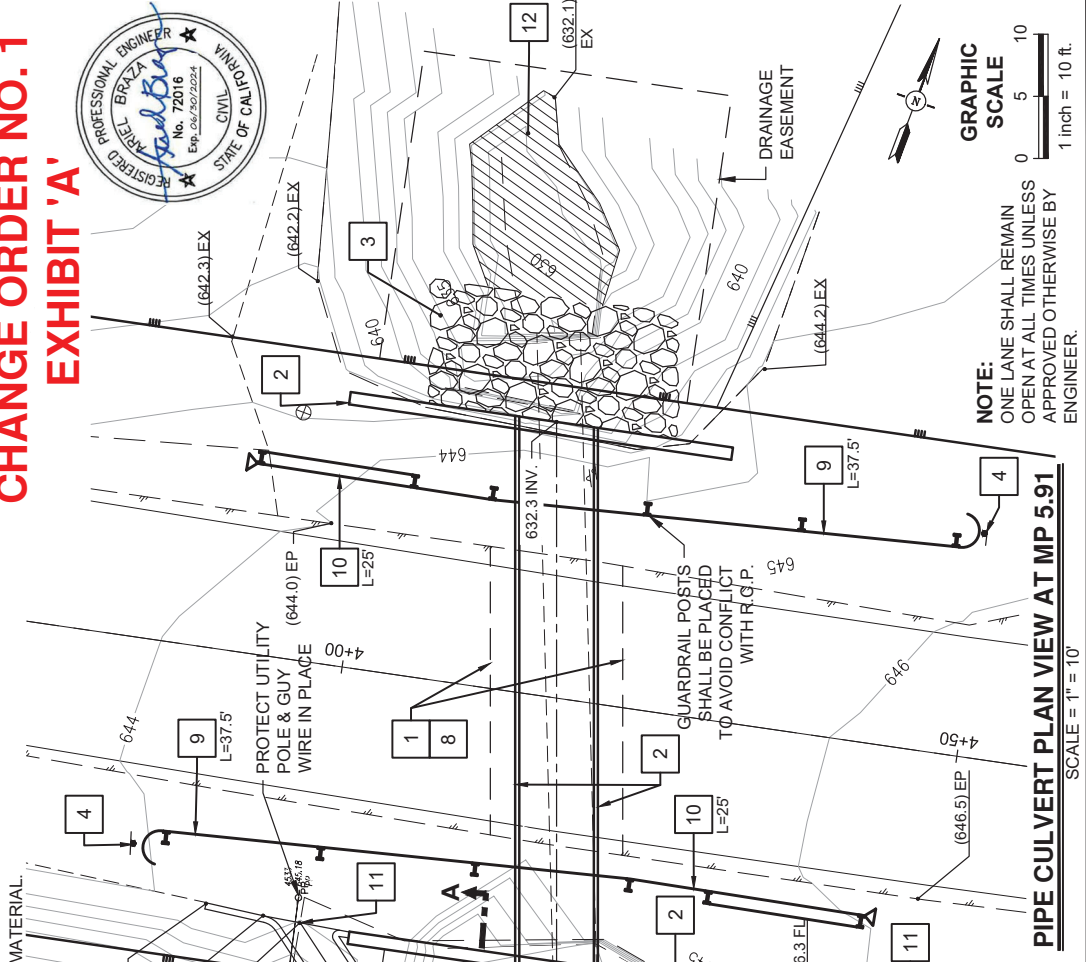 CHANGE ORDER NO. 1
EXHIBIT 'A'
REGISTERED PROFESSIONAL ENGINEER
ARIEL BRAZA
No. 72016
Exp. 06/30/2024
CIVIL
STATE OF CALIFORNIA
12
(632.1)
EX
DRAINAGE
EASEMENT
N
GRAPHIC
SCALE
0 5 10
1 inch = 10 ft.
(642.3) EX
(642.2) EX
3
635
630
640
640
(644.2) EX
NOTE:
ONE LANE SHALL REMAIN
OPEN AT ALL TIMES UNLESS
APPROVED OTHERWISE BY
ENGINEER.
2
644
632.3 INV.
9
L=37.5'
4
10
L=25'
(644.0) EP
645
GUARDRAIL POSTS
SHALL BE PLACED
TO AVOID CONFLICT
WITH R.G.P.
PROTECT UTILITY
POLE & GUY
WIRE IN PLACE
4+00
1
8
646
4+50
644
9
L=37.5'
2
4
10
L=25'
(646.5) EP
11
A
2
11
6.3 FL
MATERIAL.
PIPE CULVERT PLAN VIEW AT MP 5.91
SCALE = 1" = 10'